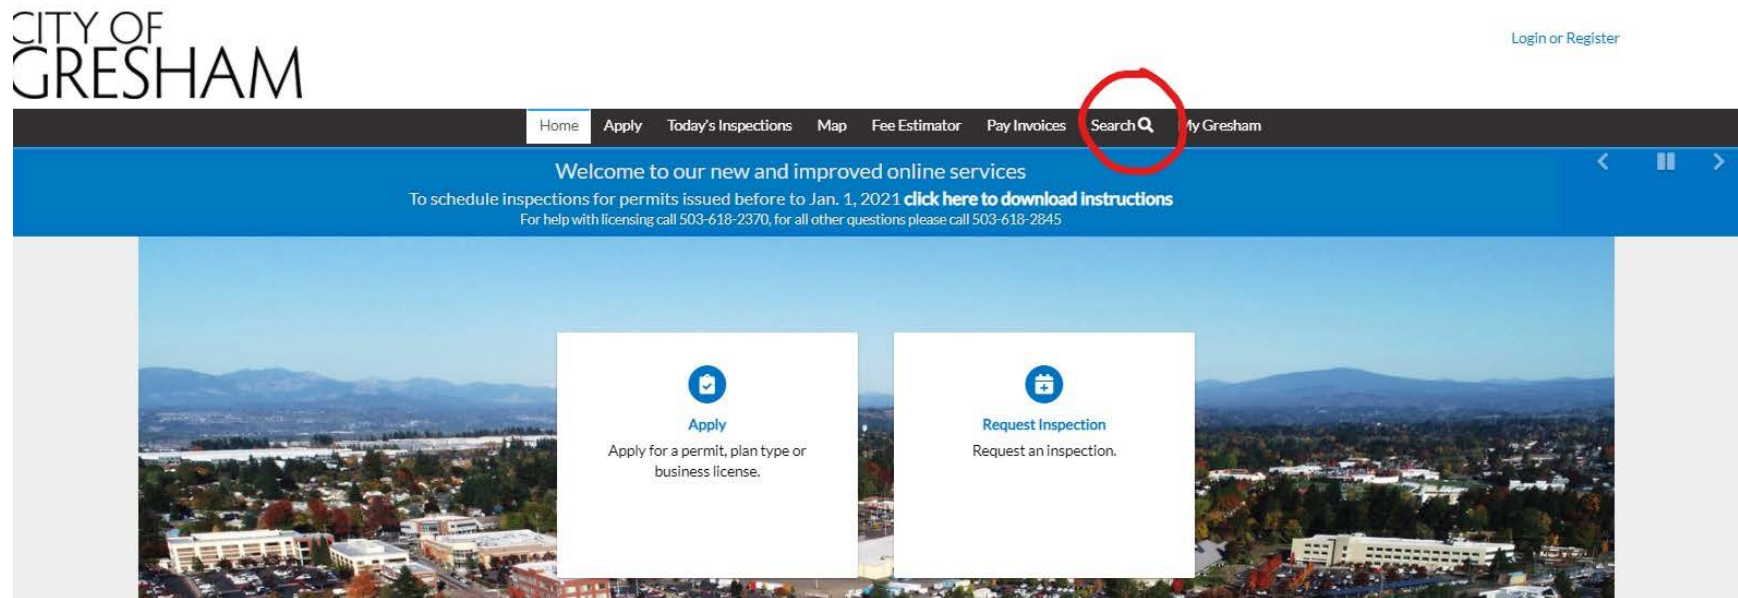 CITY OF
GRESHAM
Login or Register
Home Apply Today's Inspections Map Fee Estimator Pay Invoices Search My Gresham
Welcome to our new and improved online services
To schedule inspections for permits issued before to Jan. 1, 2021 click here to download instructions
For help with licensing call 503-618-2370, for all other questions please call 503-618-2845
Apply
Apply for a permit, plan type or
business license.
Request Inspection
Request an inspection.